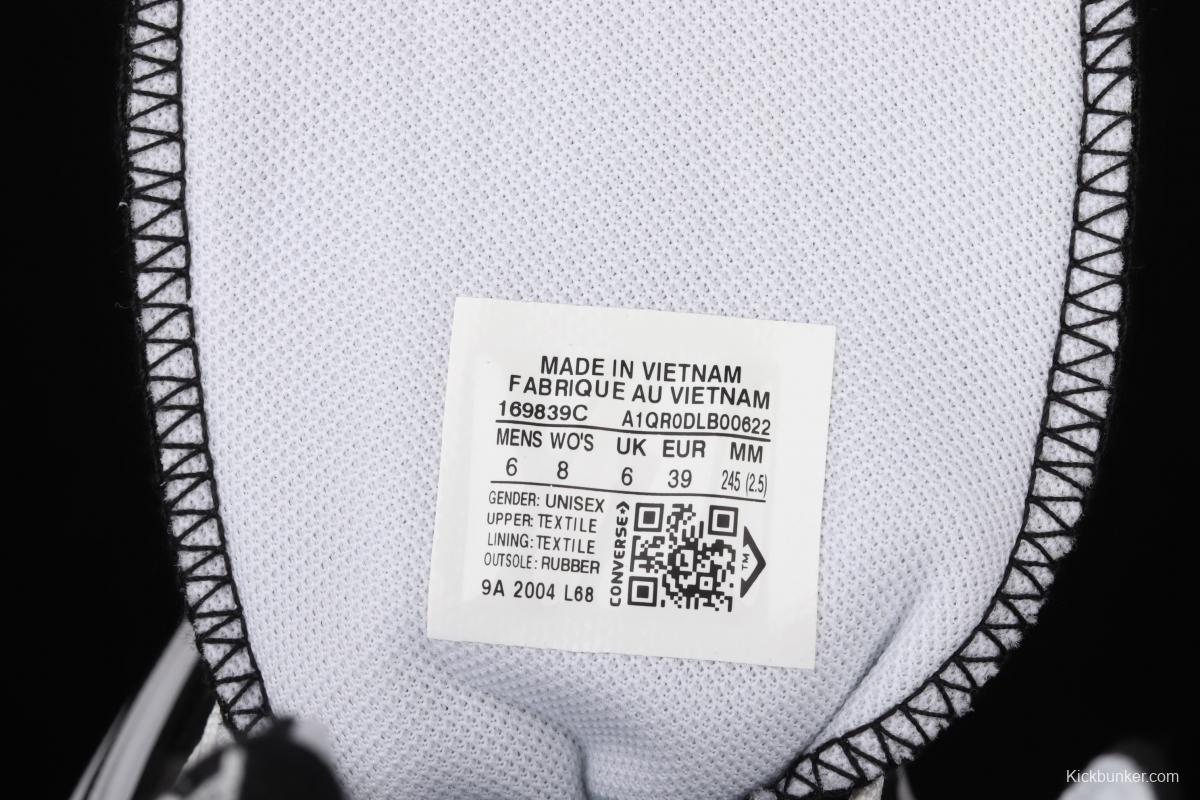 MADE IN VIETNAM
FABRIQUE AU VIETNAM
169839C A1QR0DLB00622
MENS WO'S UK EUR MM
6 8 6 39 245 (2.5)
GENDER: UNISEX
UPPER: TEXTILE
LINING: TEXTILE
OUTSOLE: RUBBER
9A 2004 L68
CONVERSE
TM
Kickbunker.com